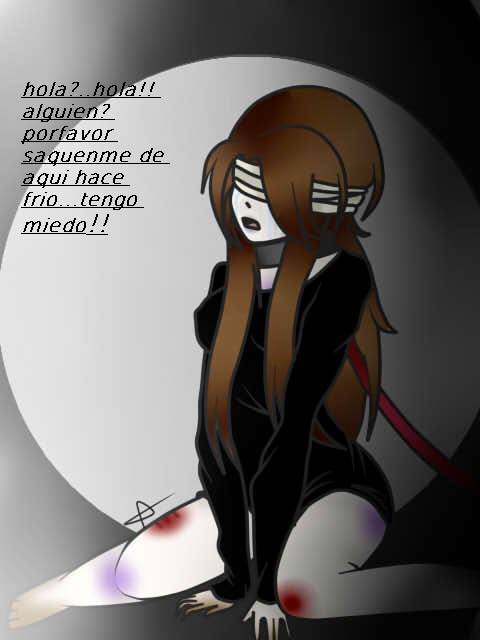 hola?..hola!!
alguien?
porfavor
saquenme de
aqui hace
frio...tengo
miedo!!